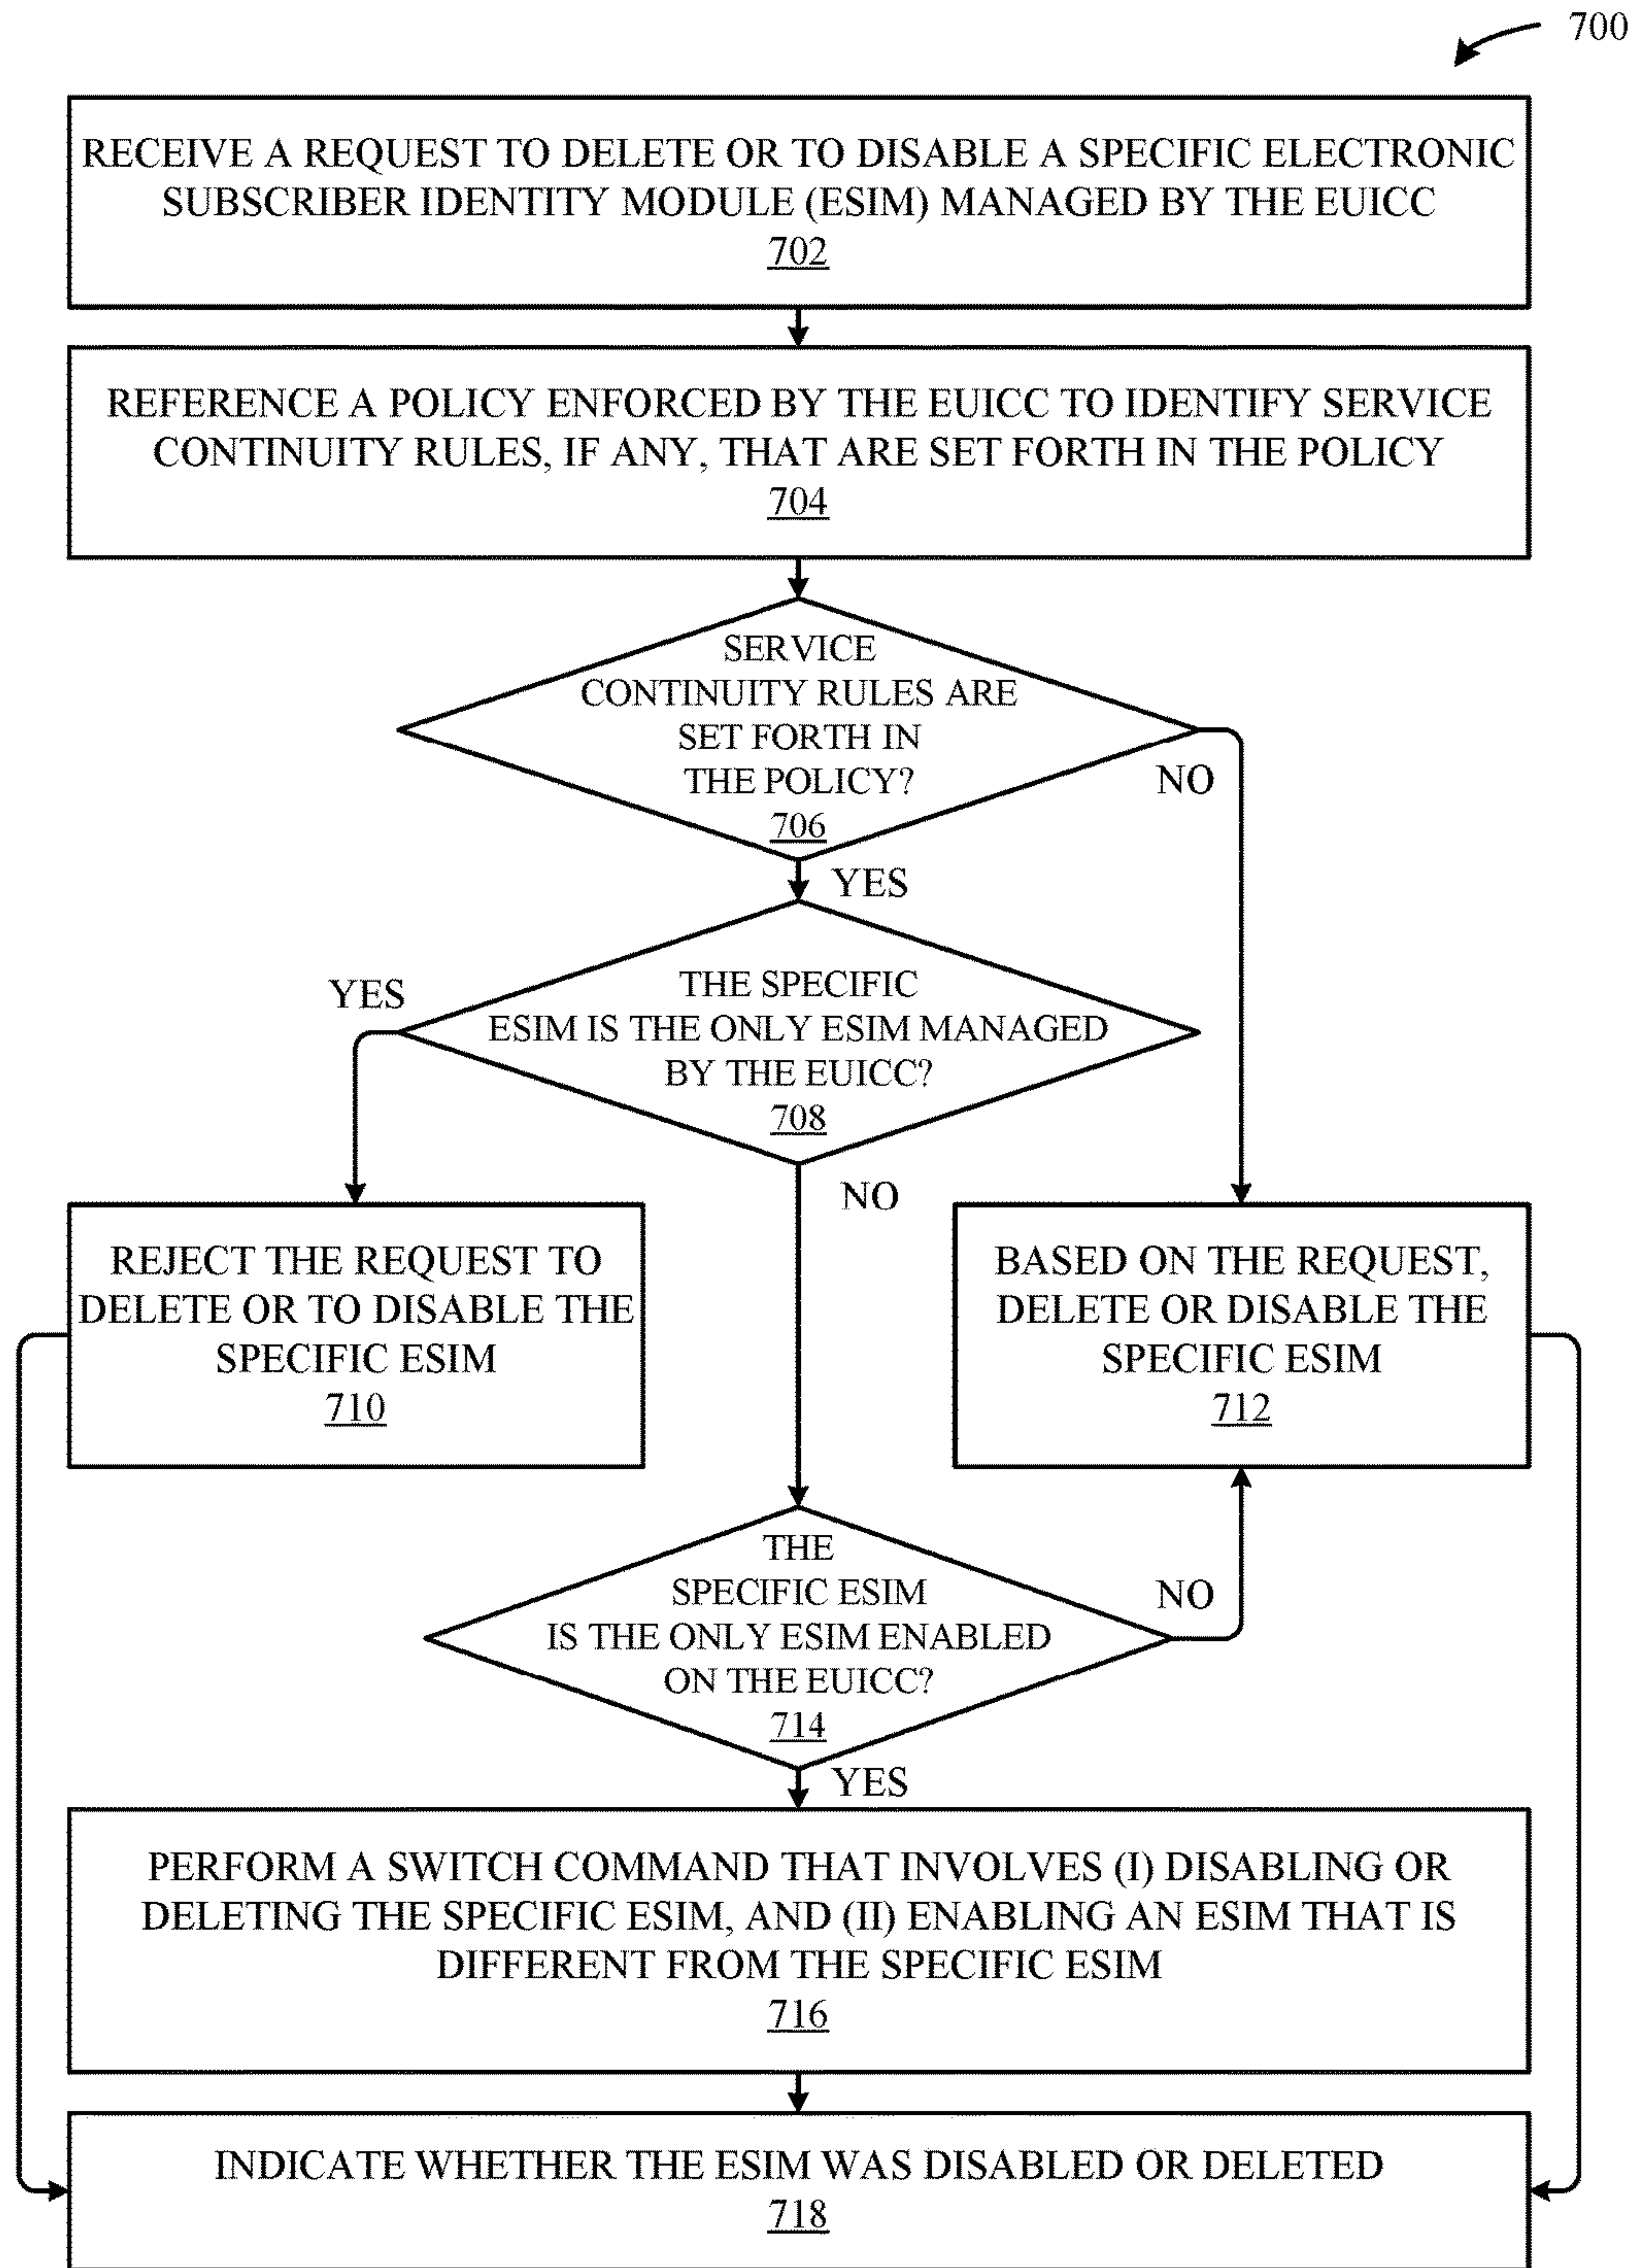 700
RECEIVE A REQUEST TO DELETE OR TO DISABLE A SPECIFIC ELECTRONIC
SUBSCRIBER IDENTITY MODULE (ESIM) MANAGED BY THE EUICC
702
REFERENCE A POLICY ENFORCED BY THE EUICC TO IDENTIFY SERVICE
CONTINUITY RULES, IF ANY, THAT ARE SET FORTH IN THE POLICY
704
SERVICE
CONTINUITY RULES ARE
SET FORTH IN
THE POLICY?
706
NO
YES
THE SPECIFIC
ESIM IS THE ONLY ESIM MANAGED
BY THE EUICC?
708
YES
NO
REJECT THE REQUEST TO
DELETE OR TO DISABLE THE
SPECIFIC ESIM
710
BASED ON THE REQUEST,
DELETE OR DISABLE THE
SPECIFIC ESIM
712
THE
SPECIFIC ESIM
IS THE ONLY ESIM ENABLED
ON THE EUICC?
714
NO
YES
PERFORM A SWITCH COMMAND THAT INVOLVES (I) DISABLING OR
DELETING THE SPECIFIC ESIM, AND (II) ENABLING AN ESIM THAT IS
DIFFERENT FROM THE SPECIFIC ESIM
716
INDICATE WHETHER THE ESIM WAS DISABLED OR DELETED
718